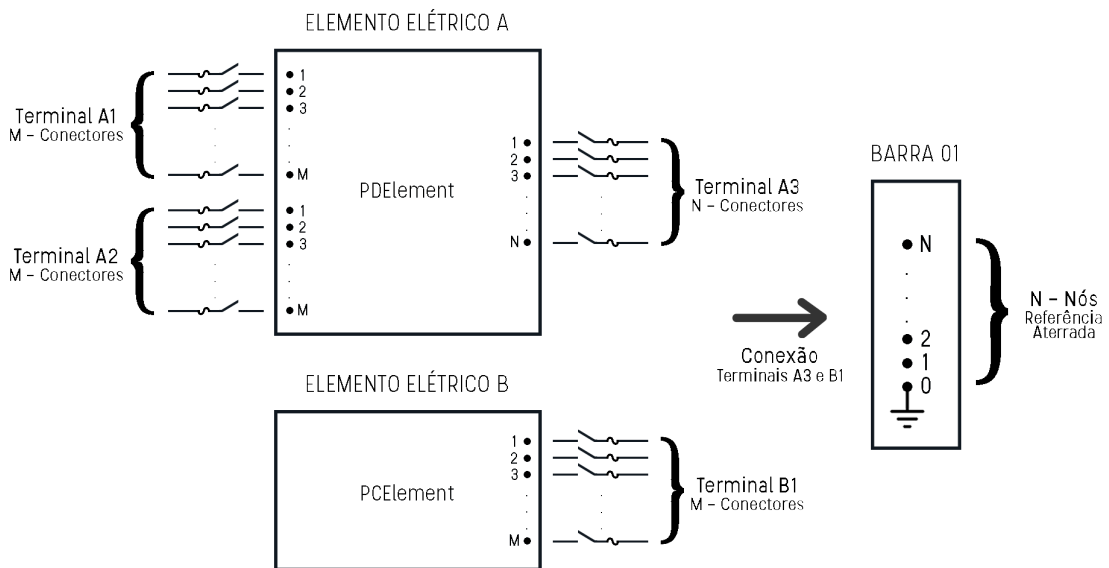 ELEMENTO ELÉTRICO A
Terminal A1
M - Conectores
1
2
3
M
Terminal A2
M - Conectores
1
2
3
M
PDElement
1
2
3
N
Terminal A3
N - Conectores
ELEMENTO ELÉTRICO B
PCElement
1
2
3
M
Terminal B1
M - Conectores
Conexão
Terminais A3 e B1
BARRA 01
N
2
1
0
N - Nós
Referência
Aterrada